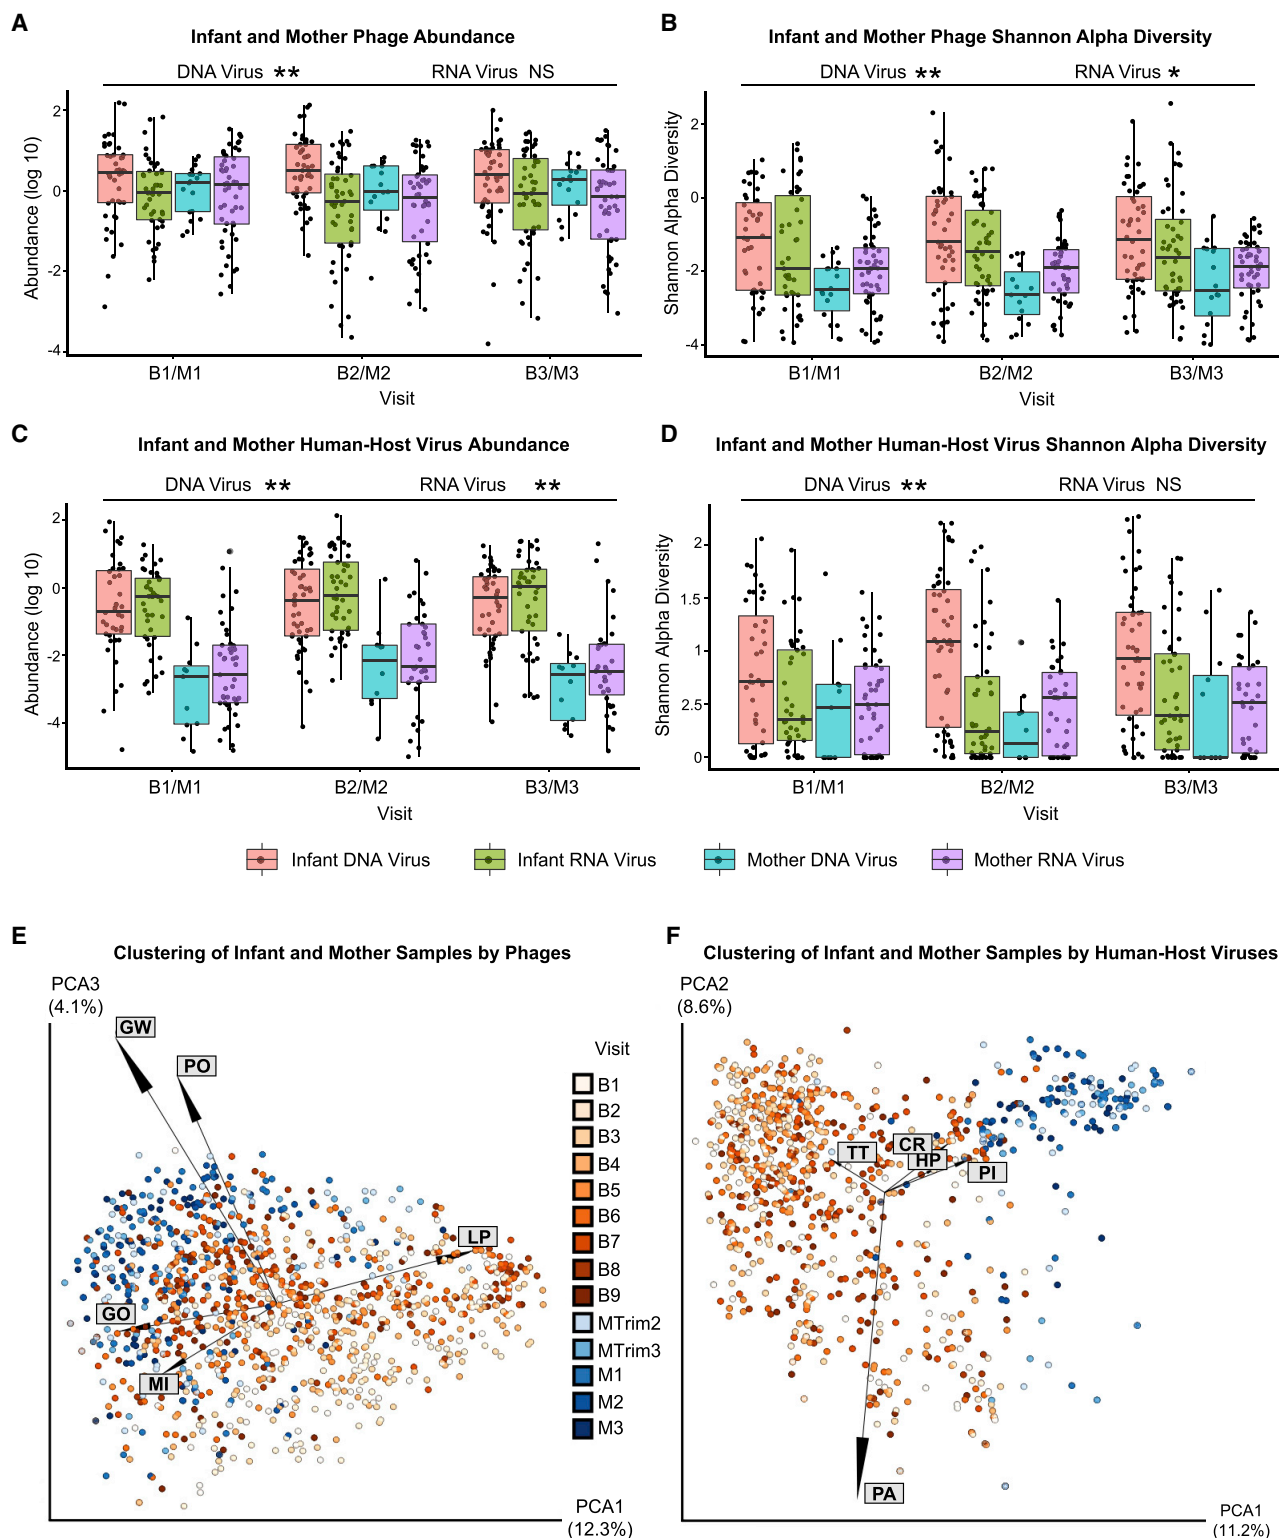 A
Infant and Mother Phage Abundance
DNA Virus ** RNA Virus NS
Abundance (log 10)
2
0
-2
-4
B1/M1 B2/M2 B3/M3
Visit
B
Infant and Mother Phage Shannon Alpha Diversity
DNA Virus ** RNA Virus *
Shannon Alpha Diversity
2
0
-2
-4
B1/M1 B2/M2 B3/M3
Visit
C
Infant and Mother Human-Host Virus Abundance
DNA Virus ** RNA Virus **
Abundance (log 10)
2
0
-2
-4
B1/M1 B2/M2 B3/M3
Visit
D
Infant and Mother Human-Host Virus Shannon Alpha Diversity
DNA Virus ** RNA Virus NS
Shannon Alpha Diversity
2
1.5
1
2.5
0
B1/M1 B2/M2 B3/M3
Visit
Infant DNA Virus Infant RNA Virus Mother DNA Virus Mother RNA Virus
E
Clustering of Infant and Mother Samples by Phages
PCA3
(4.1%)
GW
PO
LP
GO
MI
PCA1
(12.3%)
Visit
B1
B2
B3
B4
B5
B6
B7
B8
B9
MTrim2
MTrim3
M1
M2
M3
F
Clustering of Infant and Mother Samples by Human-Host Viruses
PCA2
(8.6%)
TT
CR
HP
PI
PA
PCA1
(11.2%)